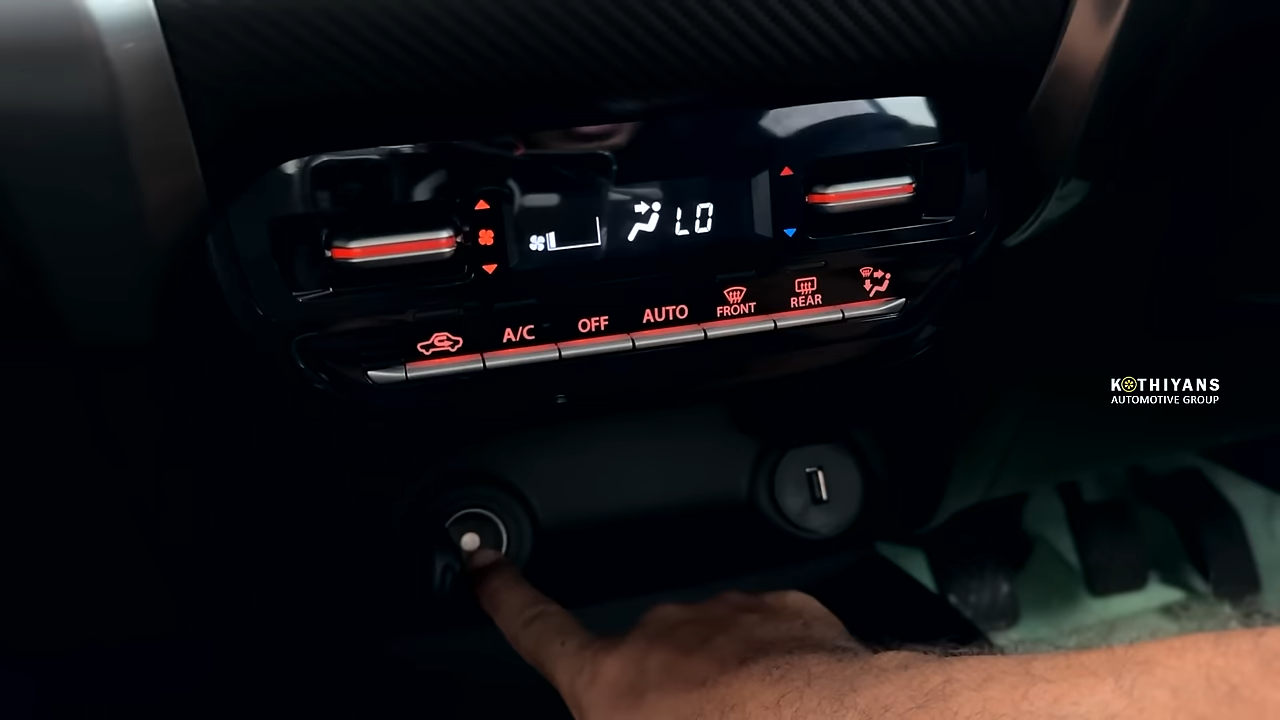 LO
A/C
OFF
AUTO
FRONT
REAR
KOTHIYANS
AUTOMOTIVE GROUP